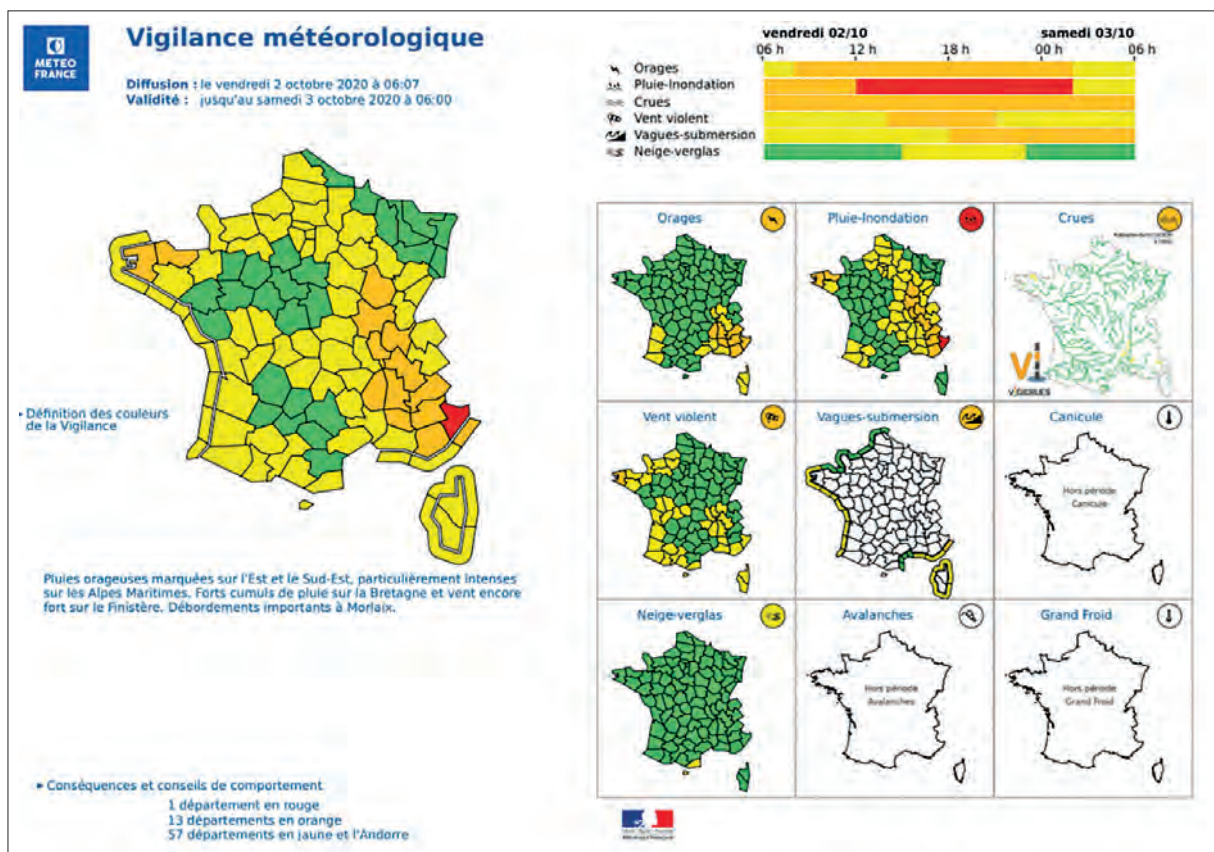 METEO
FRANCE
Vigilance météorologique
Diffusion : le vendredi 2 octobre 2020 à 06:07
Validité : jusqu'au samedi 3 octobre 2020 à 06:00
vendredi 02/10
samedi 03/10
06 h
12 h
18 h
00 h
06 h
Orages
Pluie-Inondation
Crues
Vent violent
Vagues-submersion
Neige-verglas
Définition des couleurs
de la Vigilance
Pluies orageuses marquées sur l'Est et le Sud-Est, particulièrement intenses
sur les Alpes Maritimes. Forts cumuls de pluie sur la Bretagne et vent encore
fort sur le Finistère. Débordements importants à Morlaix.
Conséquences et conseils de comportement
1 département en rouge
13 départements en orange
57 départements en jaune et l'Andorre
Orages
Pluie-Inondation
Crues
VIGICRUES
Vent violent
Vagues-submersion
Canicule
Hors période
Canicule
Neige-verglas
Avalanches
Hors période
Avalanches
Grand Froid
Hors période
Grand Froid